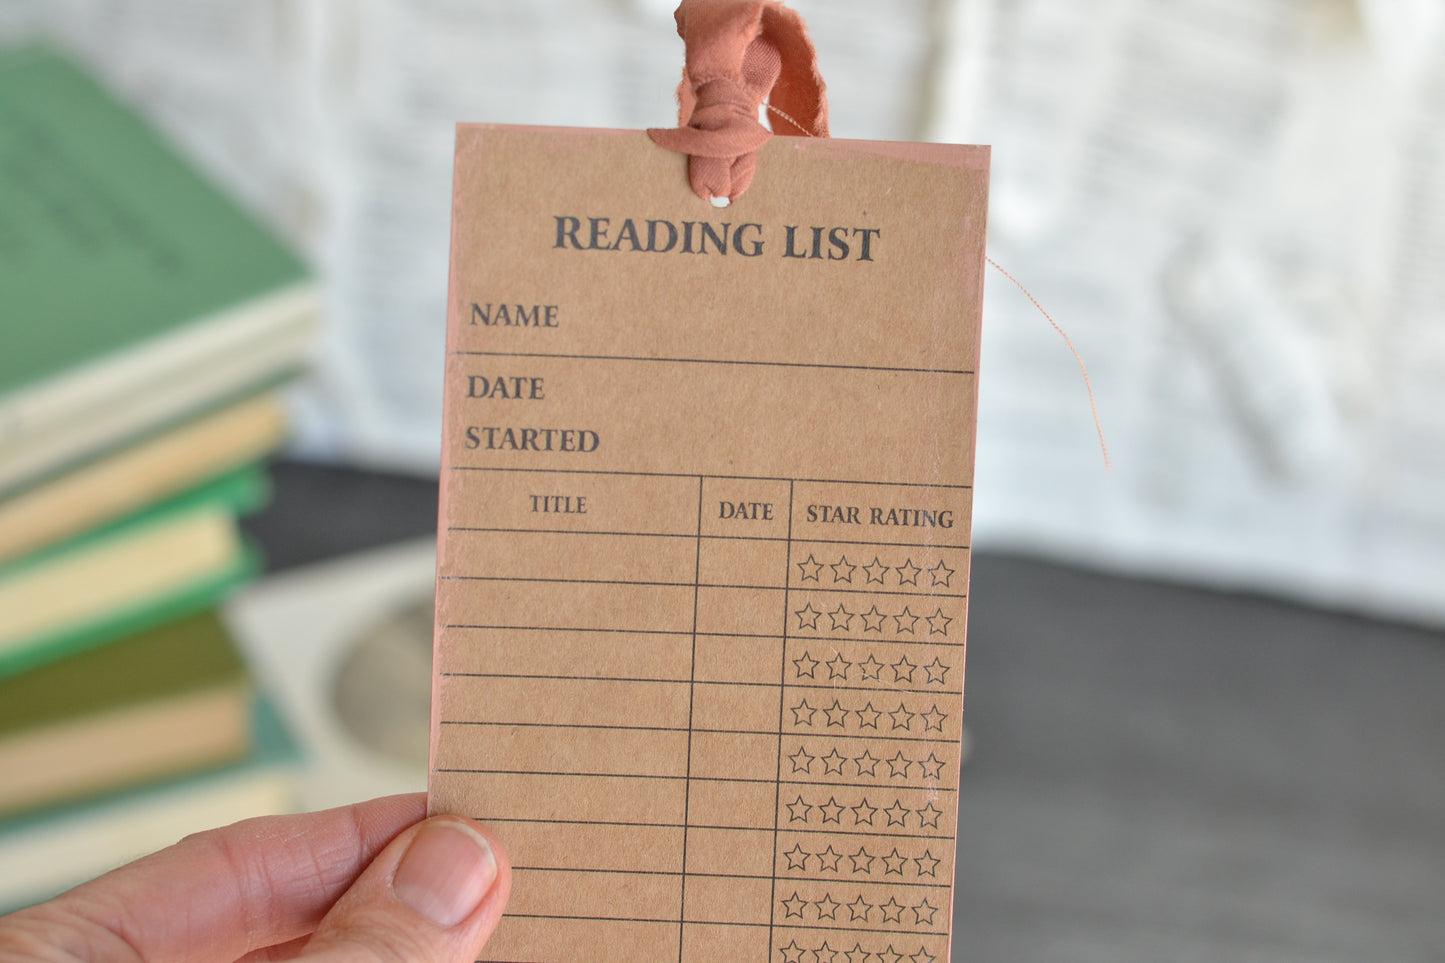 READING LIST
NAME
DATE
STARTED
TITLE DATE STAR RATING